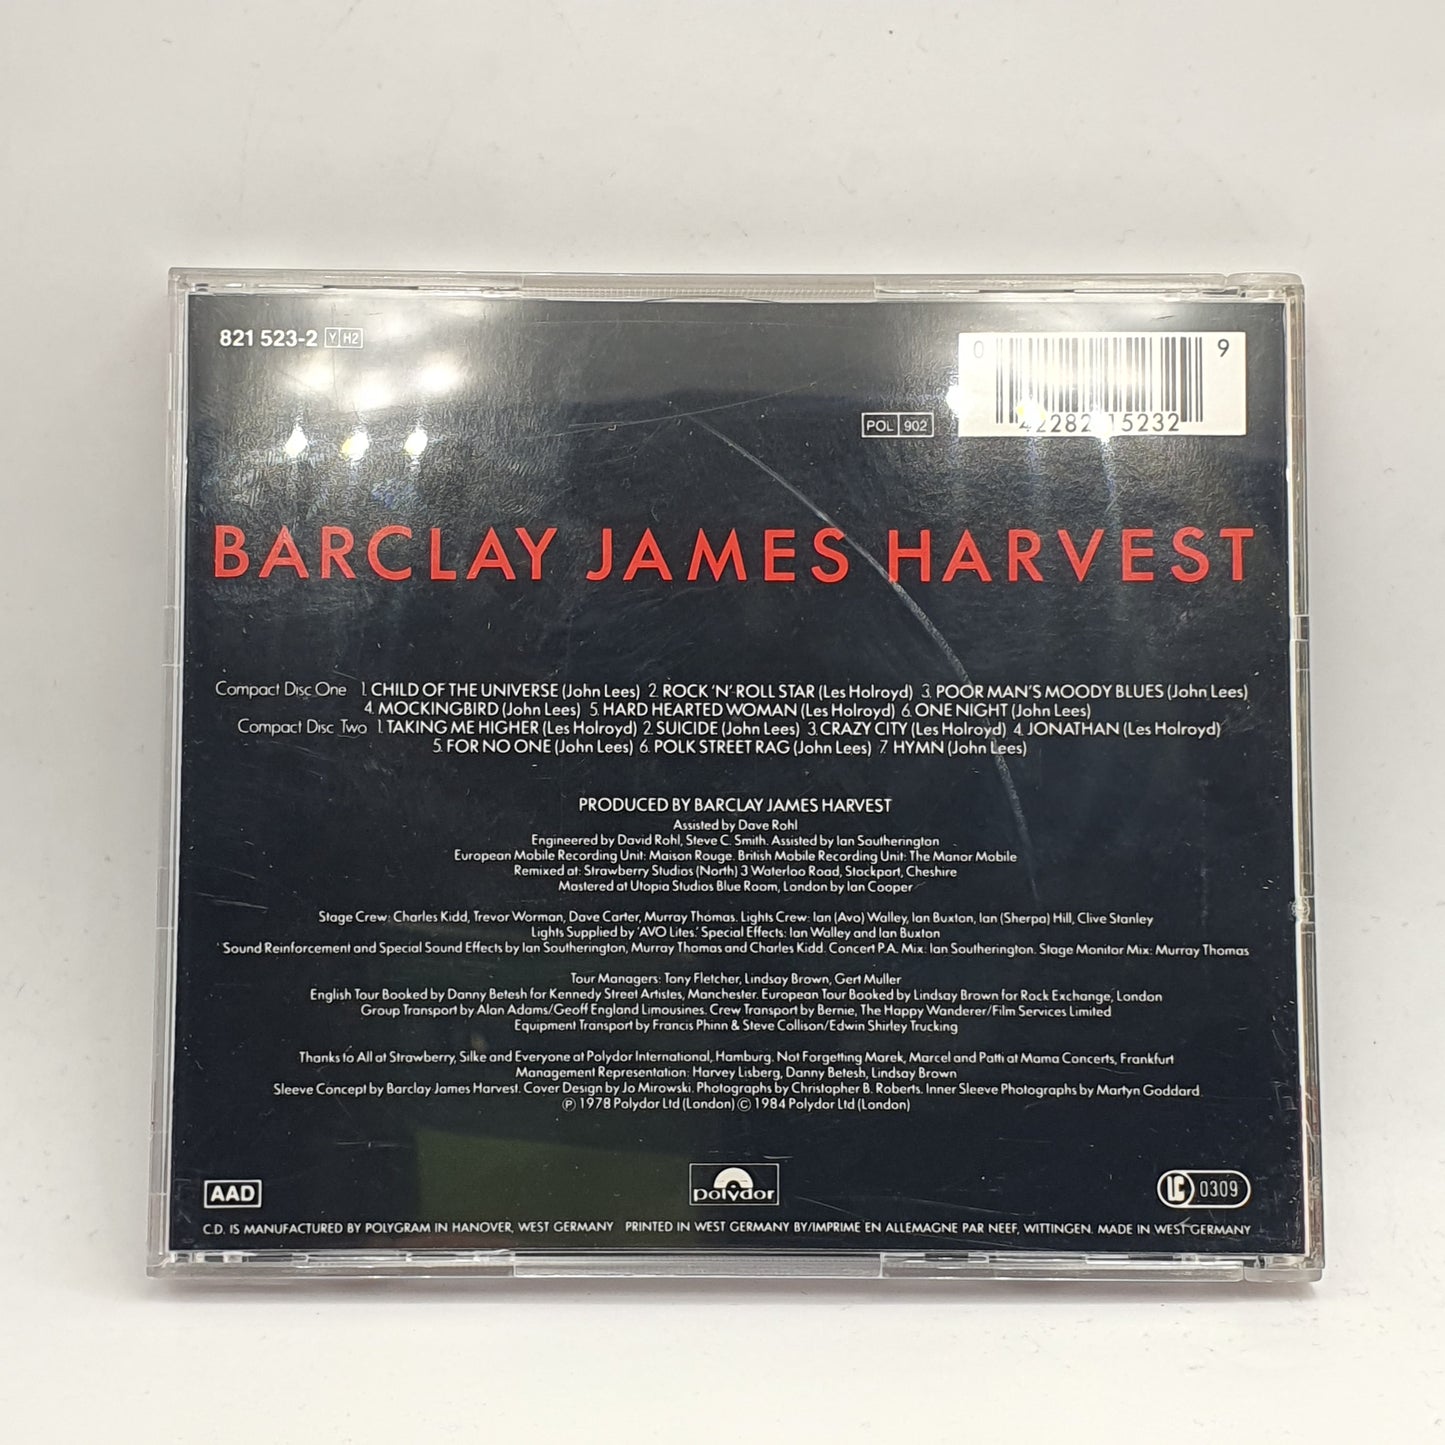 821 523-2 Y H2
0 9
POL 902
BARCLAY JAMES HARVEST
Compact Disc One 1. CHILD OF THE UNIVERSE (John Lees) 2. ROCK 'N' ROLL STAR (Les Holroyd) 3. POOR MAN'S MOODY BLUES (John Lees)
4. MOCKINGBIRD (John Lees) 5. HARD HEARTED WOMAN (Les Holroyd) 6. ONE NIGHT (John Lees)
Compact Disc Two 1. TAKING ME HIGHER (Les Holroyd) 2. SUICIDE (John Lees) 3. CRAZY CITY (Les Holroyd) 4. JONATHAN (Les Holroyd)
5. FOR NO ONE (John Lees) 6. POLK STREET RAG (John Lees) 7. HYMN (John Lees)
PRODUCED BY BARCLAY JAMES HARVEST
Assisted by Dave Rohl
Engineered by David Rohl, Steve C. Smith. Assisted by Ian Southerington
European Mobile Recording Unit: Maison Rouge. British Mobile Recording Unit: The Manor Mobile
Remixed at: Strawberry Studios (North) 3 Waterloo Road, Stockport, Cheshire
Mastered at Utopia Studios Blue Room, London by Ian Cooper
Stage Crew: Charles Kidd, Trevor Worman, Dave Carter, Murray Thomas. Lights Crew: Ian (Avo) Walley, Ian Buxton, Ian (Sherpa) Hill, Clive Stanley
Lights Supplied by 'AVO Lites.' Special Effects: Ian Walley and Ian Buxton
Sound Reinforcement and Special Sound Effects by Ian Southerington, Murray Thomas and Charles Kidd. Concert P.A. Mix: Ian Southerington. Stage Monitor Mix: Murray Thomas
Tour Managers: Tony Fletcher, Lindsay Brown, Gert Muller
English Tour Booked by Danny Betesh for Kennedy Street Artistes, Manchester. European Tour Booked by Lindsay Brown for Rock Exchange, London
Group Transport by Alan Adams/Geoff England Limousines. Crew Transport by Bernie, The Happy Wanderer/Film Services Limited
Equipment Transport by Francis Phinn & Steve Collison/Edwin Shirley Trucking
Thanks to All at Strawberry, Silke and Everyone at Polydor International, Hamburg. Not Forgetting Marek, Marcel and Patti at Mama Concerts, Frankfurt
Management Representation: Harvey Lisberg, Danny Betesh, Lindsay Brown
Sleeve Concept by Barclay James Harvest. Cover Design by Jo Mirowski. Photographs by Christopher B. Roberts. Inner Sleeve Photographs by Martyn Goddard.
℗ 1978 Polydor Ltd (London) © 1984 Polydor Ltd (London)
AAD polydor LC 0309
C.D. IS MANUFACTURED BY POLYGRAM IN HANOVER, WEST GERMANY PRINTED IN WEST GERMANY BY/IMPRIME EN ALLEMAGNE PAR NEEF, WITTINGEN. MADE IN WEST GERMANY